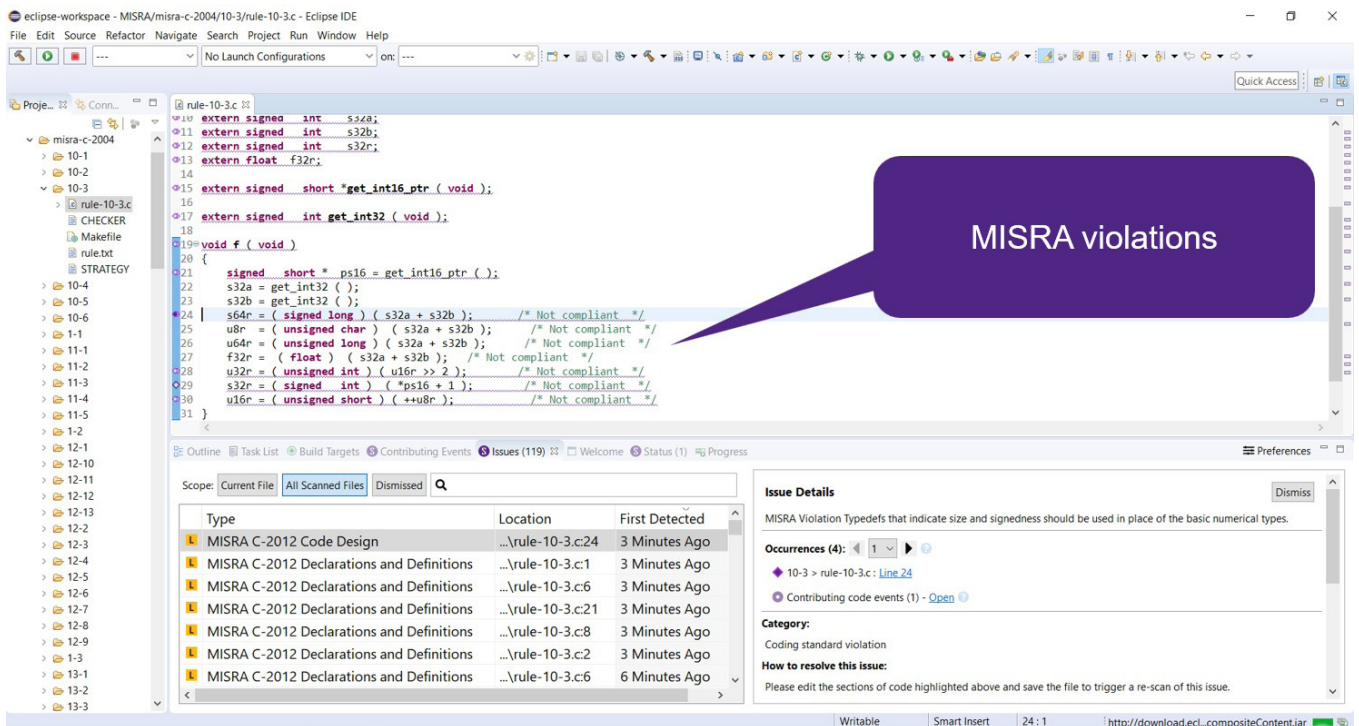 eclipse-workspace - MISRA/misra-c-2004/10-3/rule-10-3.c - Eclipse IDE
File Edit Source Refactor Navigate Search Project Run Window Help
--- No Launch Configurations on: ---
Quick Access
Proje... Conn...
misra-c-2004
10-1
10-2
10-3
rule-10-3.c
CHECKER
Makefile
rule.txt
STRATEGY
10-4
10-5
10-6
1-1
11-1
11-2
11-3
11-4
11-5
1-2
12-1
12-10
12-11
12-12
12-13
12-2
12-3
12-4
12-5
12-6
12-7
12-8
12-9
1-3
13-1
13-2
13-3
rule-10-3.c
10 extern signed int s32a;
11 extern signed int s32b;
12 extern signed int s32r;
13 extern float f32r;
14
15 extern signed short *get_int16_ptr ( void );
16
17 extern signed int get_int32 ( void );
18
19 void f ( void )
20 {
21 signed short * ps16 = get_int16_ptr ( );
22 s32a = get_int32 ( );
23 s32b = get_int32 ( );
24 s64r = ( signed long ) ( s32a + s32b ); /* Not compliant */
25 u8r = ( unsigned char ) ( s32a + s32b ); /* Not compliant */
26 u64r = ( unsigned long ) ( s32a + s32b ); /* Not compliant */
27 f32r = ( float ) ( s32a + s32b ); /* Not compliant */
28 u32r = ( unsigned int ) ( u16r >> 2 ); /* Not compliant */
29 s32r = ( signed int ) ( *ps16 + 1 ); /* Not compliant */
30 u16r = ( unsigned short ) ( ++u8r ); /* Not compliant */
31 }
MISRA violations
Outline Task List Build Targets Contributing Events Issues (119) Welcome Status (1) Progress
Preferences
Scope: Current File All Scanned Files Dismissed
Type Location First Detected
L MISRA C-2012 Code Design ...\rule-10-3.c:24 3 Minutes Ago
L MISRA C-2012 Declarations and Definitions ...\rule-10-3.c:1 3 Minutes Ago
L MISRA C-2012 Declarations and Definitions ...\rule-10-3.c:6 3 Minutes Ago
L MISRA C-2012 Declarations and Definitions ...\rule-10-3.c:21 3 Minutes Ago
L MISRA C-2012 Declarations and Definitions ...\rule-10-3.c:8 3 Minutes Ago
L MISRA C-2012 Declarations and Definitions ...\rule-10-3.c:2 3 Minutes Ago
L MISRA C-2012 Declarations and Definitions ...\rule-10-3.c:6 6 Minutes Ago
Issue Details
Dismiss
MISRA Violation Typedefs that indicate size and signedness should be used in place of the basic numerical types.
Occurrences (4): 1
10-3 > rule-10-3.c : Line 24
Contributing code events (1) - Open
Category:
Coding standard violation
How to resolve this issue:
Please edit the sections of code highlighted above and save the file to trigger a re-scan of this issue.
Writable Smart Insert 24 : 1 http://download.ecl...compositeContent.jar